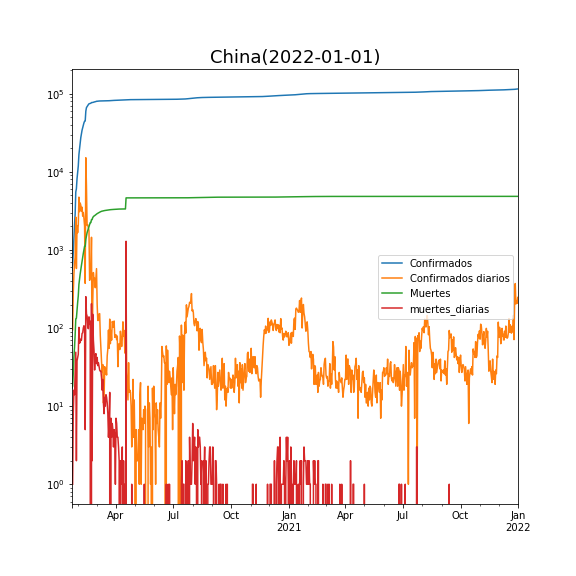 China(2022-01-01)
10^5
10^4
10^3
10^2
10^1
10^0
Confirmados
Confirmados diarios
Muertes
muertes_diarias
Apr
Jul
Oct
Jan
2021
Apr
Jul
Oct
Jan
2022